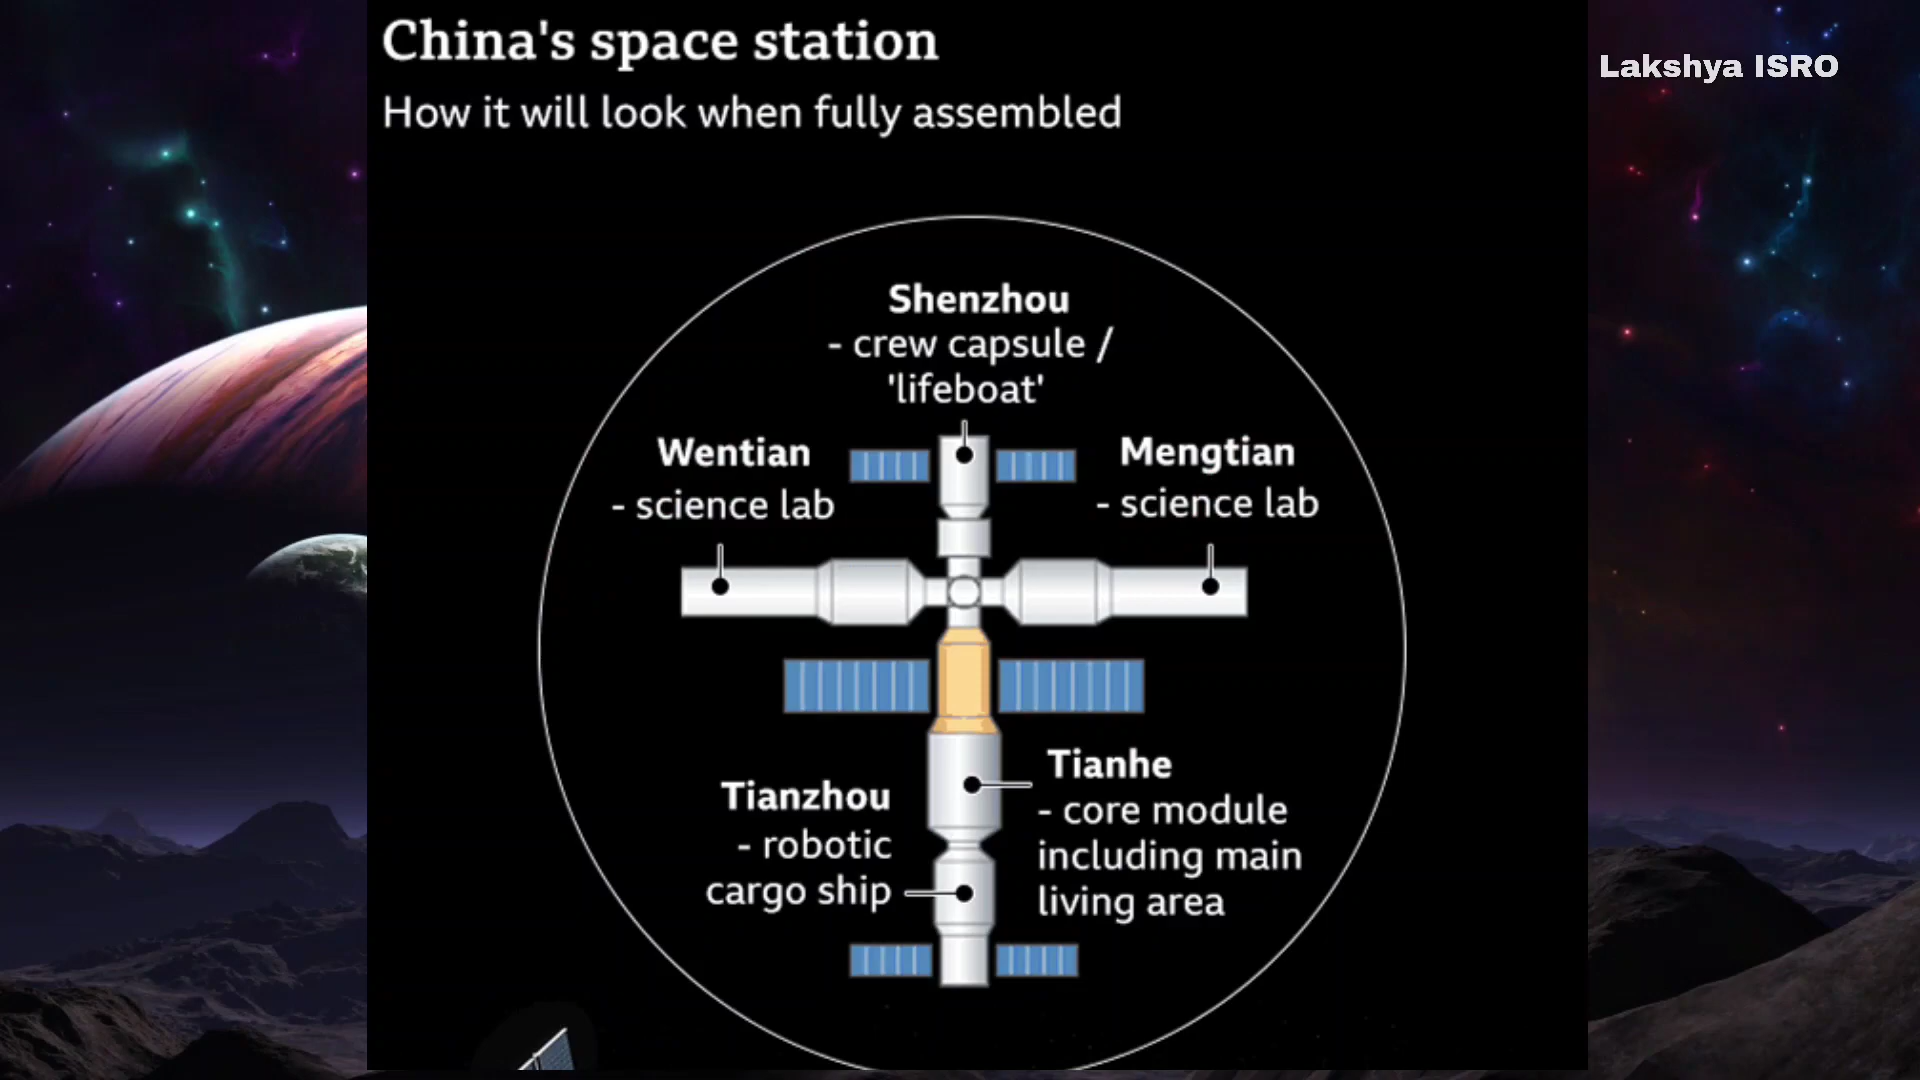 China's space station
How it will look when fully assembled
Lakshya ISRO
Shenzhou
- crew capsule /
'lifeboat'
Wentian
- science lab
Mengtian
- science lab
Tianhe
- core module
including main
living area
Tianzhou
- robotic
cargo ship